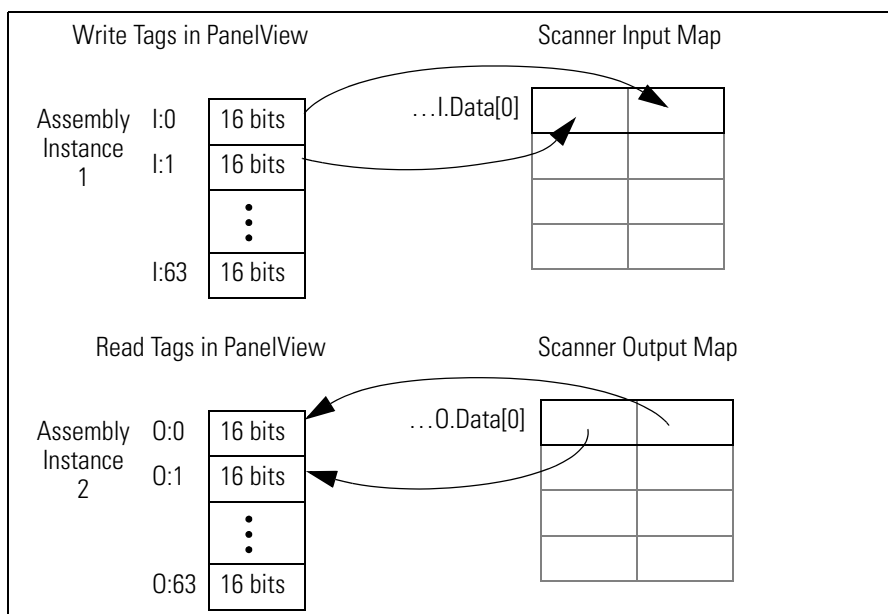 Write Tags in PanelView
Scanner Input Map
Assembly
Instance
1
I:0
16 bits
I:1
16 bits
I:63
16 bits
…I.Data[0]
Read Tags in PanelView
Scanner Output Map
Assembly
Instance
2
O:0
16 bits
O:1
16 bits
O:63
16 bits
…O.Data[0]